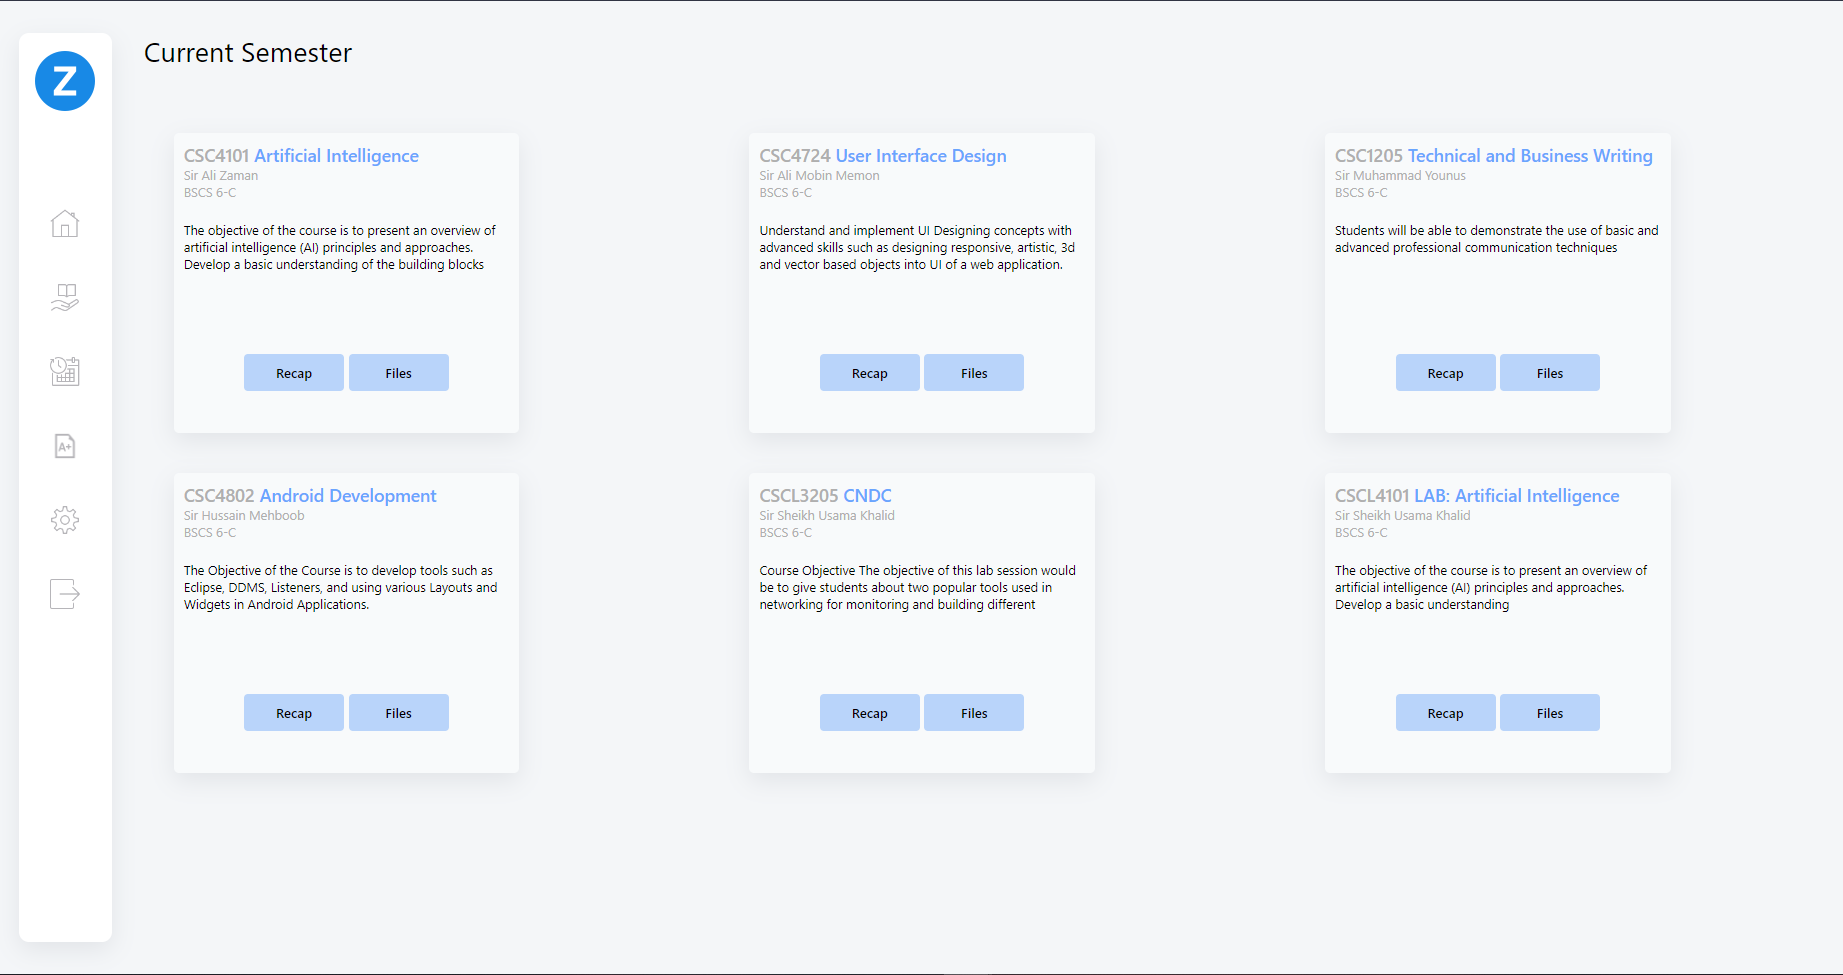 Z
Current Semester
CSC4101 Artificial Intelligence
Sir Ali Zaman
BSCS 6-C
The objective of the course is to present an overview of
artificial intelligence (AI) principles and approaches.
Develop a basic understanding of the building blocks
Recap Files
CSC4724 User Interface Design
Sir Ali Mobin Memon
BSCS 6-C
Understand and implement UI Designing concepts with
advanced skills such as designing responsive, artistic, 3d
and vector based objects into UI of a web application.
Recap Files
CSC1205 Technical and Business Writing
Sir Muhammad Younus
BSCS 6-C
Students will be able to demonstrate the use of basic and
advanced professional communication techniques
Recap Files
A+
CSC4802 Android Development
Sir Hussain Mehboob
BSCS 6-C
The Objective of the Course is to develop tools such as
Eclipse, DDMS, Listeners, and using various Layouts and
Widgets in Android Applications.
Recap Files
CSCL3205 CNDC
Sir Sheikh Usama Khalid
BSCS 6-C
Course Objective The objective of this lab session would
be to give students about two popular tools used in
networking for monitoring and building different
Recap Files
CSCL4101 LAB: Artificial Intelligence
Sir Sheikh Usama Khalid
BSCS 6-C
The objective of the course is to present an overview of
artificial intelligence (AI) principles and approaches.
Develop a basic understanding
Recap Files